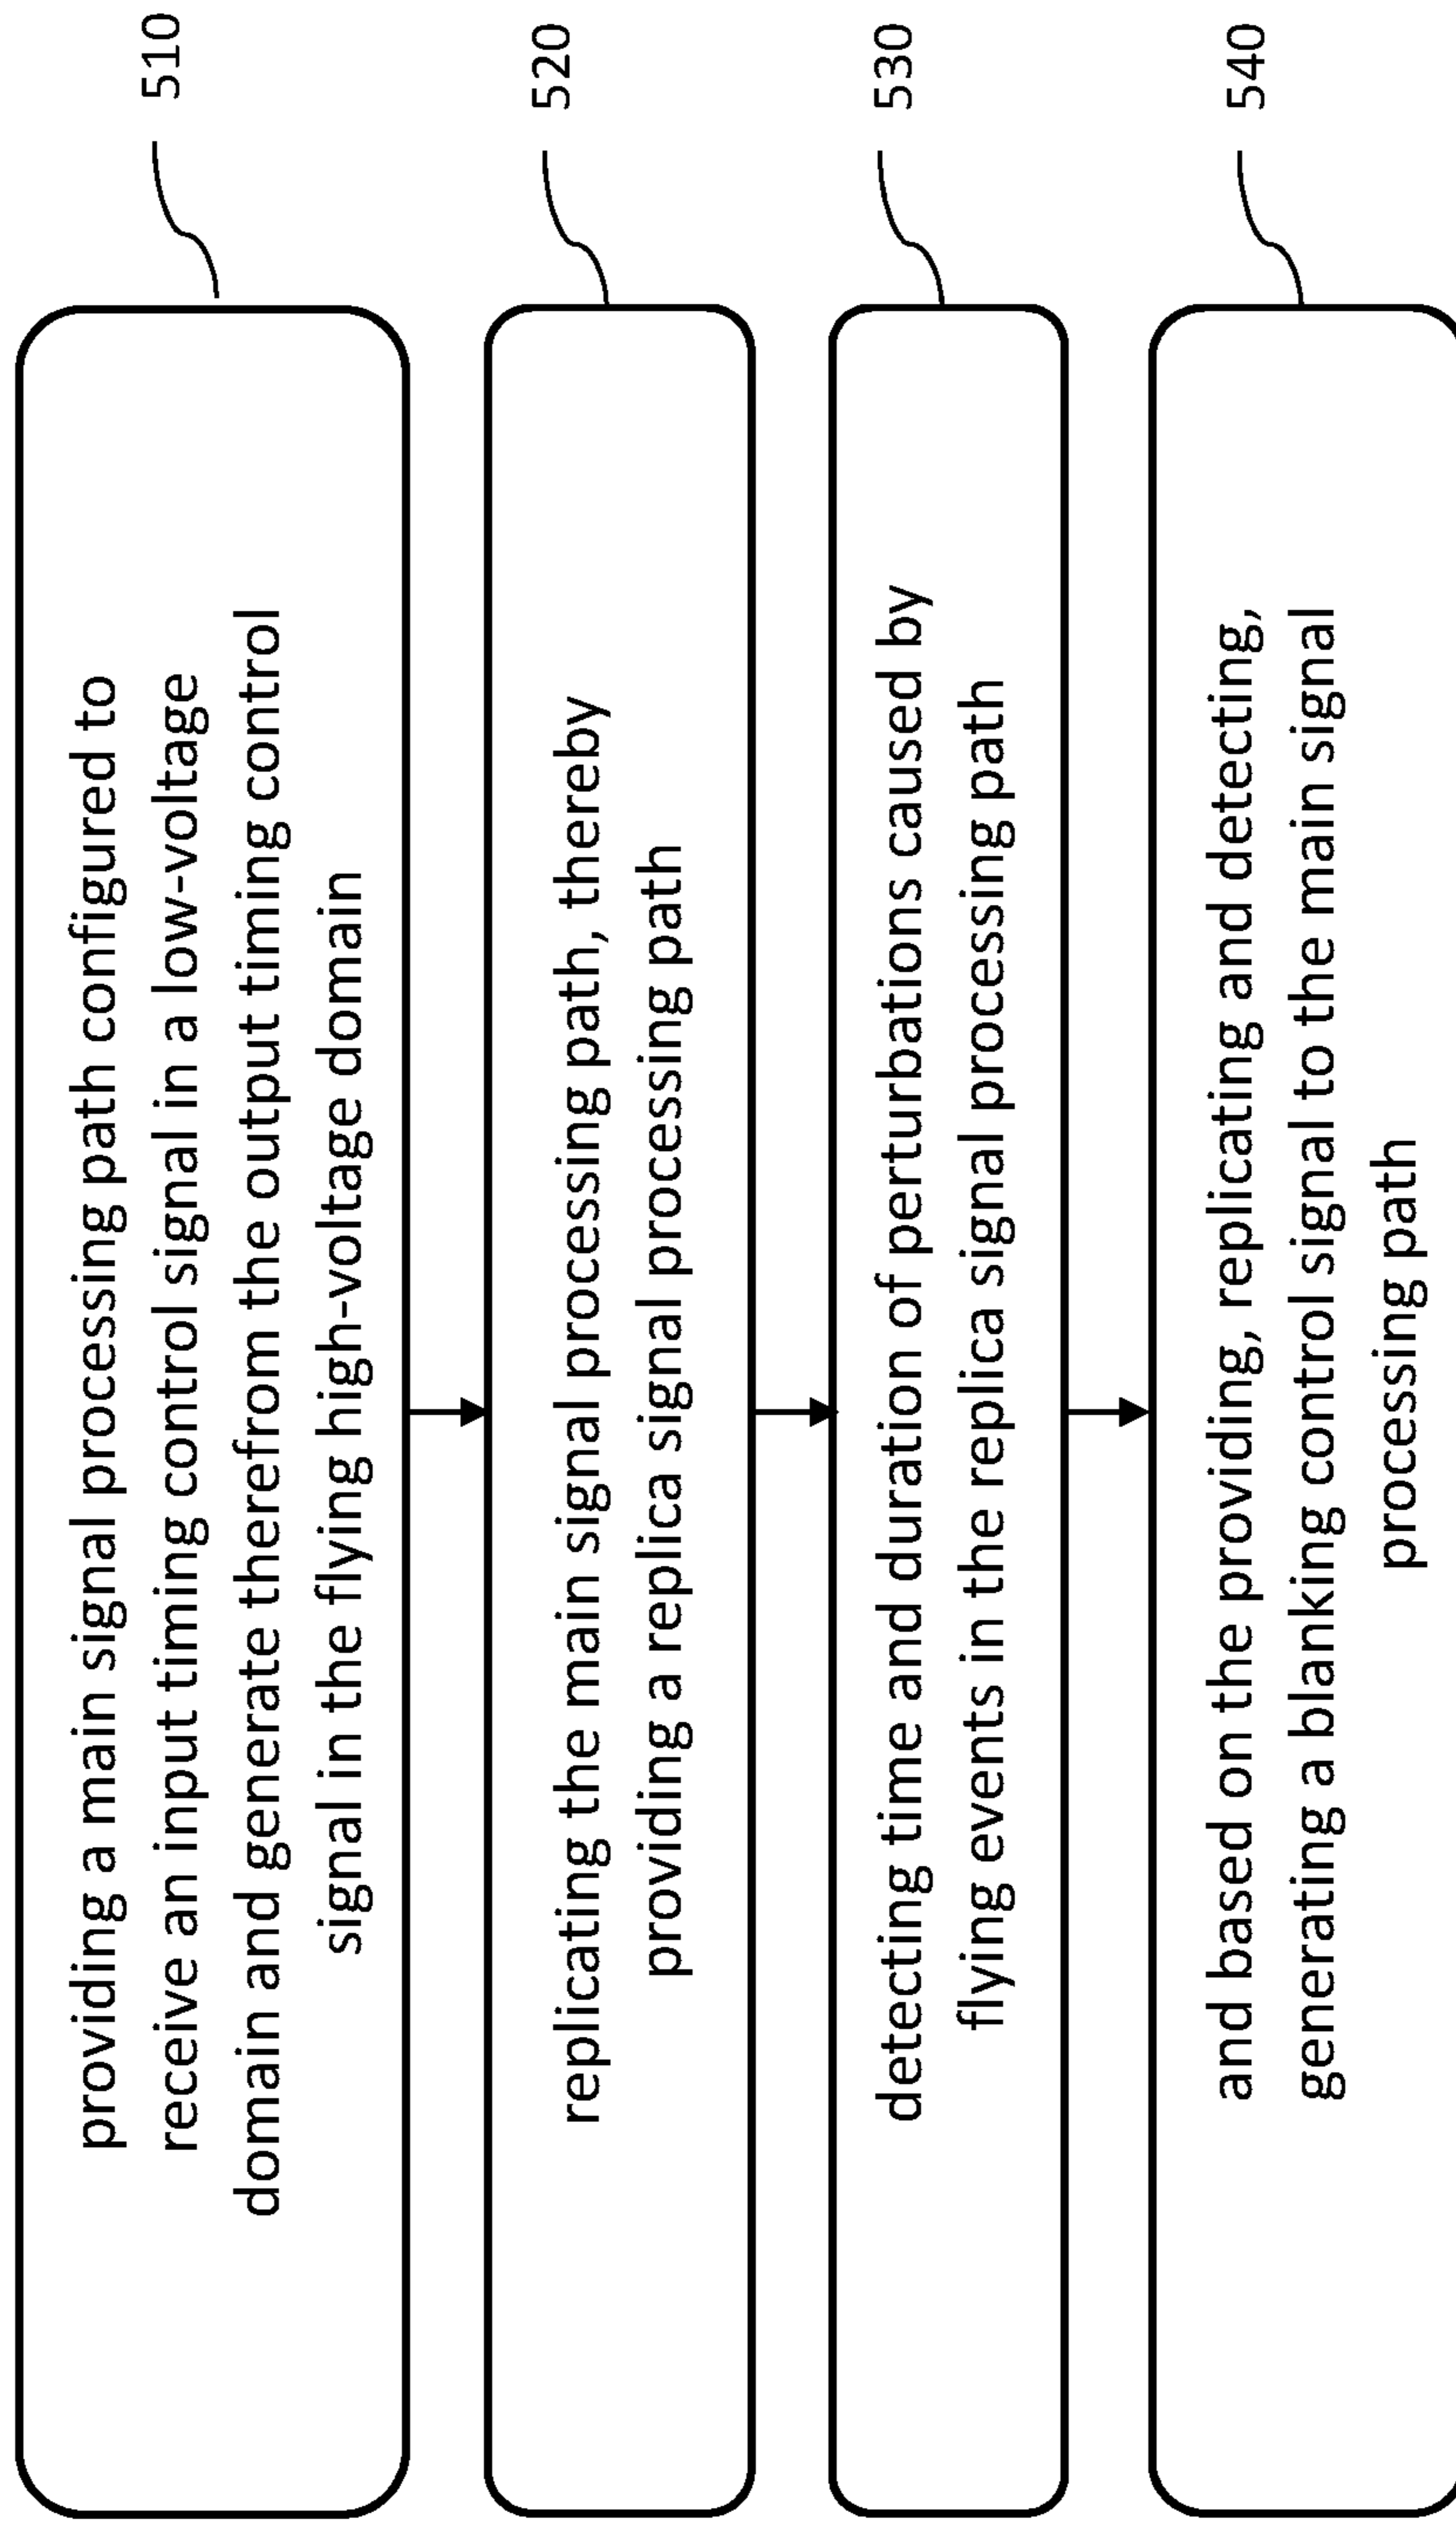 providing a main signal processing path configured to
receive an input timing control signal in a low-voltage
domain and generate therefrom the output timing control
signal in the flying high-voltage domain
510
replicating the main signal processing path, thereby
providing a replica signal processing path
520
detecting time and duration of perturbations caused by
flying events in the replica signal processing path
530
and based on the providing, replicating and detecting,
generating a blanking control signal to the main signal
processing path
540